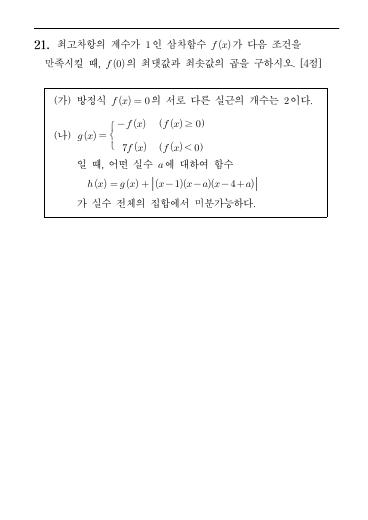 21. 최고차항의 계수가 1인 삼차함수 f(x)가 다음 조건을
만족시킬 때, f(0)의 최댓값과 최솟값의 곱을 구하시오. [4점]
(가) 방정식 f(x)=0의 서로 다른 실근의 개수는 2이다.
(나) g(x)={ -f(x) (f(x)≥0)
7f(x) (f(x)<0)
일 때, 어떤 실수 a에 대하여 함수
h(x)=g(x)+|(x-1)(x-a)(x-4+a)|
가 실수 전체의 집합에서 미분가능하다.